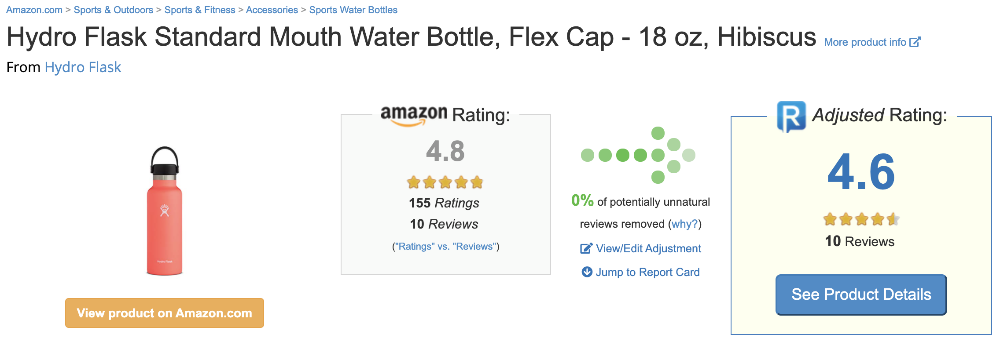 Amazon.com > Sports & Outdoors > Sports & Fitness > Accessories > Sports Water Bottles
Hydro Flask Standard Mouth Water Bottle, Flex Cap - 18 oz, Hibiscus More product info
From Hydro Flask
Hydro Flask
View product on Amazon.com
amazon Rating:
4.8
155 Ratings
10 Reviews
("Ratings" vs. "Reviews")
0% of potentially unnatural
reviews removed (why?)
View/Edit Adjustment
Jump to Report Card
R Adjusted Rating:
4.6
10 Reviews
See Product Details